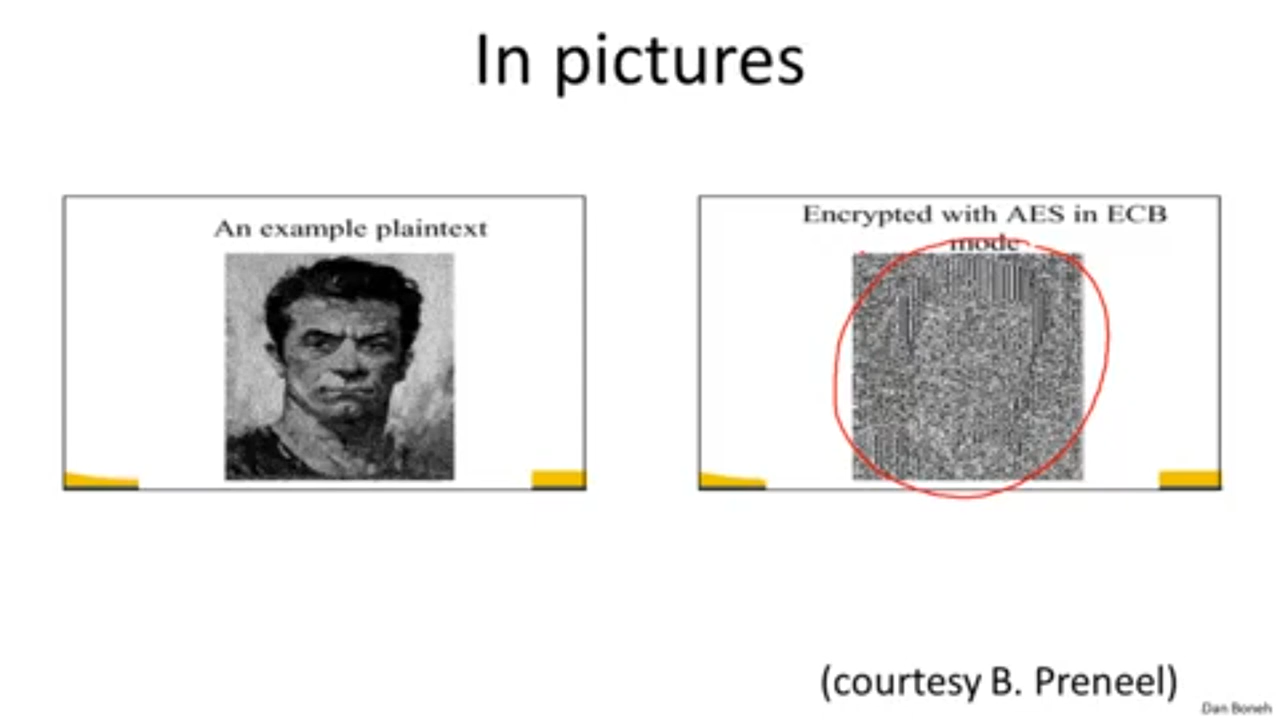 In pictures
An example plaintext
Encrypted with AES in ECB
mode
(courtesy B. Preneel)
Dan Boneh